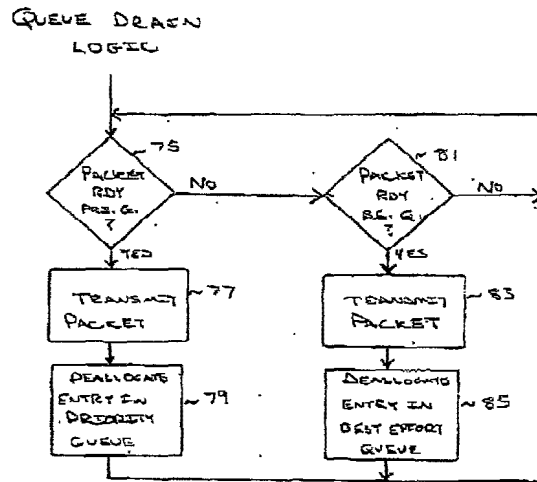 QUEUE DRAIN
LOGIC
~75
PACKET
RDY
PRI. Q.
?
NO
~81
PACKET
RDY
B.E. Q.
?
NO
YES
YES
TRANSMIT
PACKET
~77
TRANSMIT
PACKET
~83
DEALLOCATE
ENTRY IN
PRIORITY
QUEUE
~79
DEALLOCATE
ENTRY IN
BEST EFFORT
QUEUE
~85